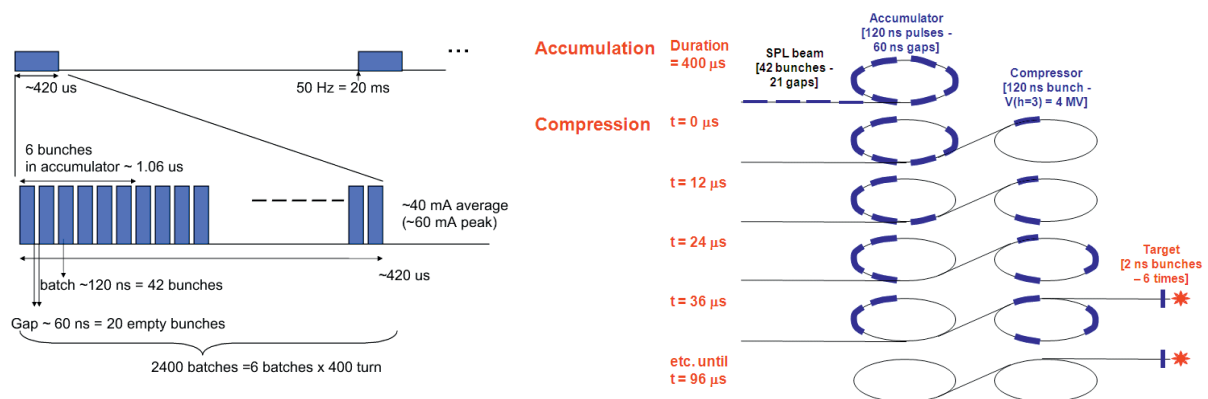 ...
~420 us
50 Hz = 20 ms
6 bunches
in accumulator ~ 1.06 us
~40 mA average
(~60 mA peak)
~420 us
batch ~120 ns = 42 bunches
Gap ~ 60 ns = 20 empty bunches
2400 batches =6 batches x 400 turn
Accumulation
Duration
= 400 μs
SPL beam
[42 bunches -
21 gaps]
Accumulator
[120 ns pulses -
60 ns gaps]
Compressor
[120 ns bunch -
V(h=3) = 4 MV]
Compression
t = 0 μs
t = 12 μs
t = 24 μs
Target
[2 ns bunches
– 6 times]
t = 36 μs
etc. until
t = 96 μs